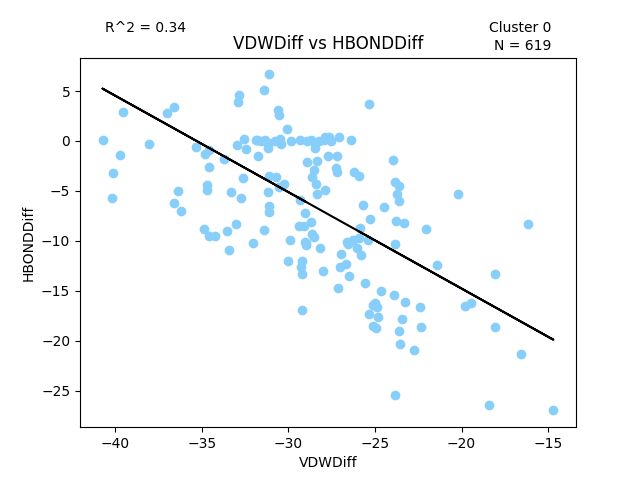 R^2 = 0.34
Cluster 0
N = 619
VDWDiff vs HBONDDiff
5
0
−5
−10
−15
−20
−25
HBONDDiff
−40 −35 −30 −25 −20 −15
VDWDiff